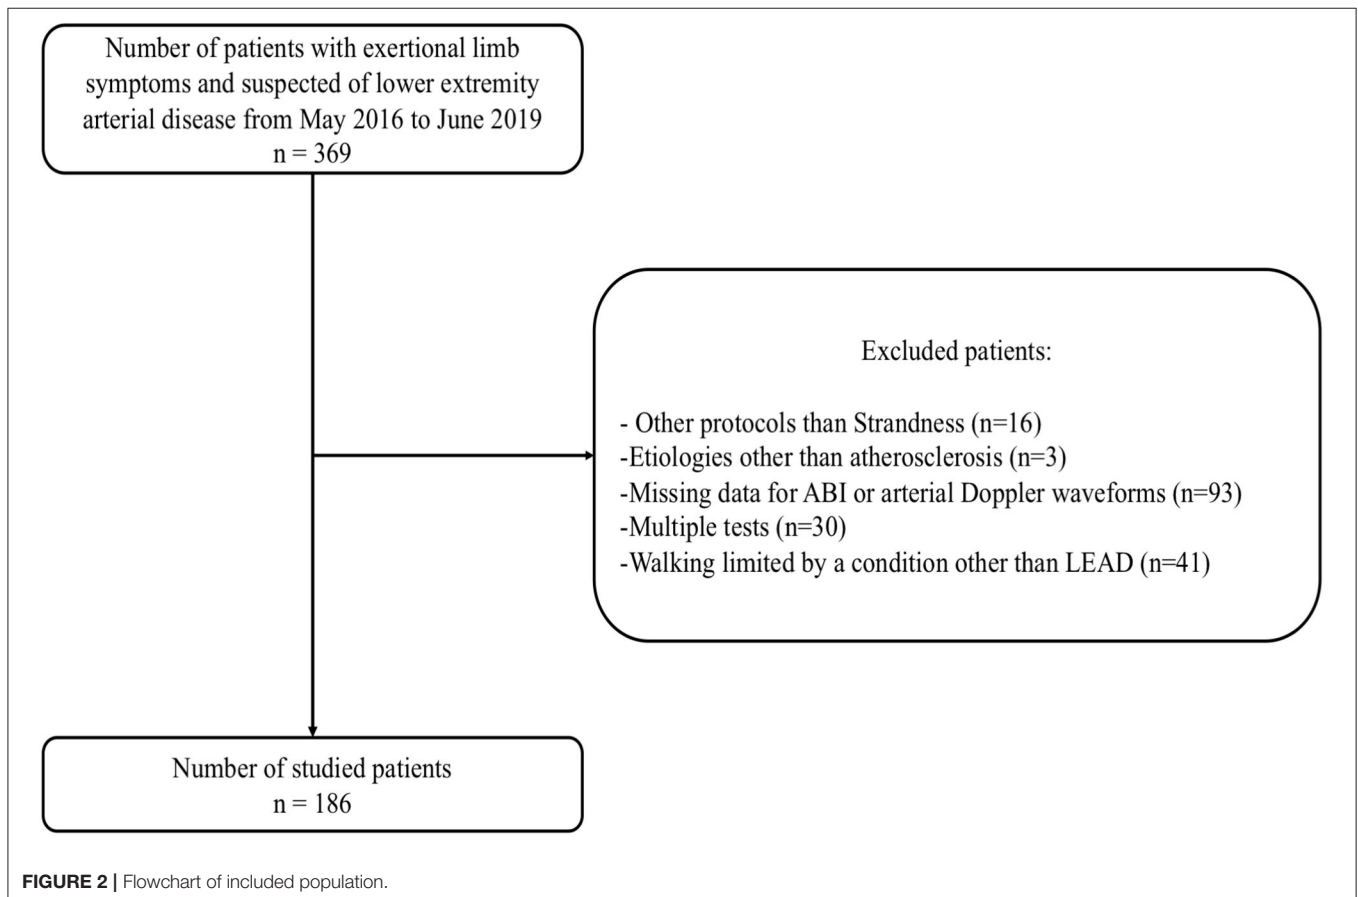 Number of patients with exertional limb
symptoms and suspected of lower extremity
arterial disease from May 2016 to June 2019
n = 369
Excluded patients:
- Other protocols than Strandness (n=16)
-Etiologies other than atherosclerosis (n=3)
-Missing data for ABI or arterial Doppler waveforms (n=93)
-Multiple tests (n=30)
-Walking limited by a condition other than LEAD (n=41)
Number of studied patients
n = 186
FIGURE 2 | Flowchart of included population.